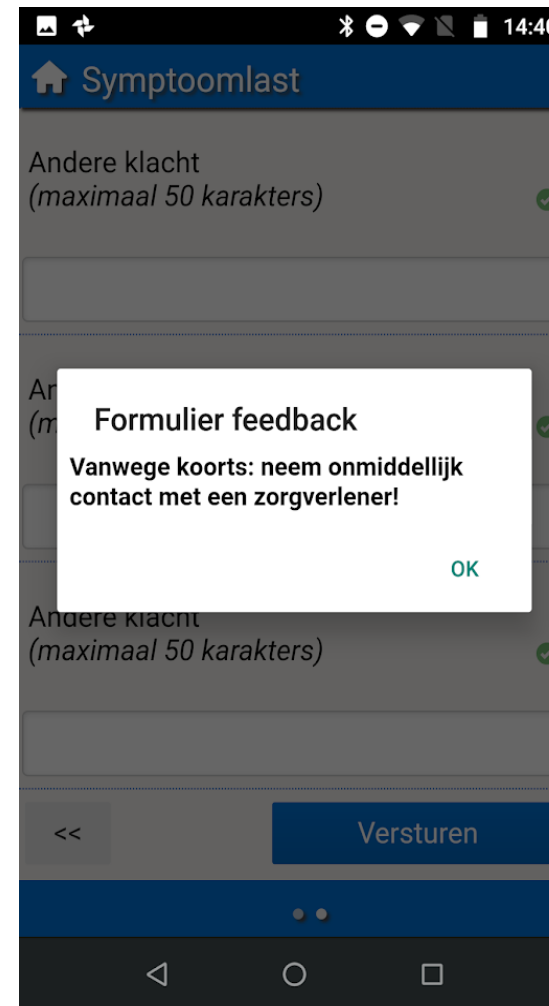 14:40
Symptoomlast
Andere klacht
(maximaal 50 karakters)
An
(m
Formulier feedback
Vanwege koorts: neem onmiddellijk
contact met een zorgverlener!
OK
Andere klacht
(maximaal 50 karakters)
<< Versturen